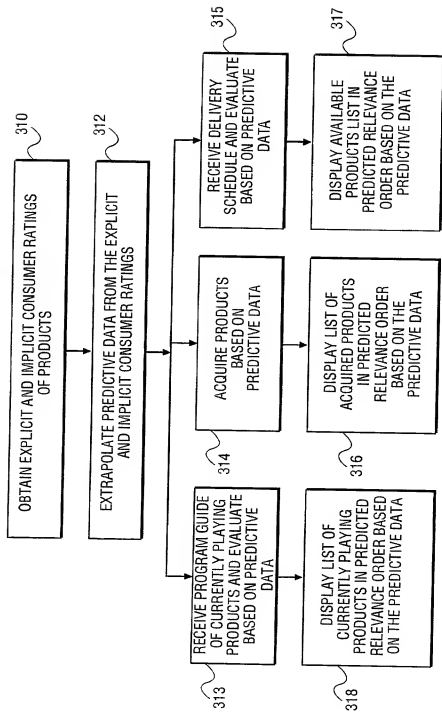 310
OBTAIN EXPLICIT AND IMPLICIT CONSUMER RATINGS
OF PRODUCTS
312
EXTRAPOLATE PREDICTIVE DATA FROM THE EXPLICIT
AND IMPLICIT CONSUMER RATINGS
313
RECEIVE PROGRAM GUIDE
OF CURRENTLY PLAYING
PRODUCTS AND EVALUATE
BASED ON PREDICTIVE
DATA
314
ACQUIRE PRODUCTS
BASED ON
PREDICTIVE DATA
315
RECEIVE DELIVERY
SCHEDULE AND EVALUATE
BASED ON PREDICTIVE
DATA
318
DISPLAY LIST OF
CURRENTLY PLAYING
PRODUCTS IN PREDICTED
RELEVANCE ORDER BASED
ON THE PREDICTIVE DATA
316
DISPLAY LIST OF
ACQUIRED PRODUCTS
IN PREDICTED
RELEVANCE ORDER
BASED ON THE
PREDICTIVE DATA
317
DISPLAY AVAILABLE
PRODUCTS LIST IN
PREDICTED RELEVANCE
ORDER BASED ON THE
PREDICTIVE DATA